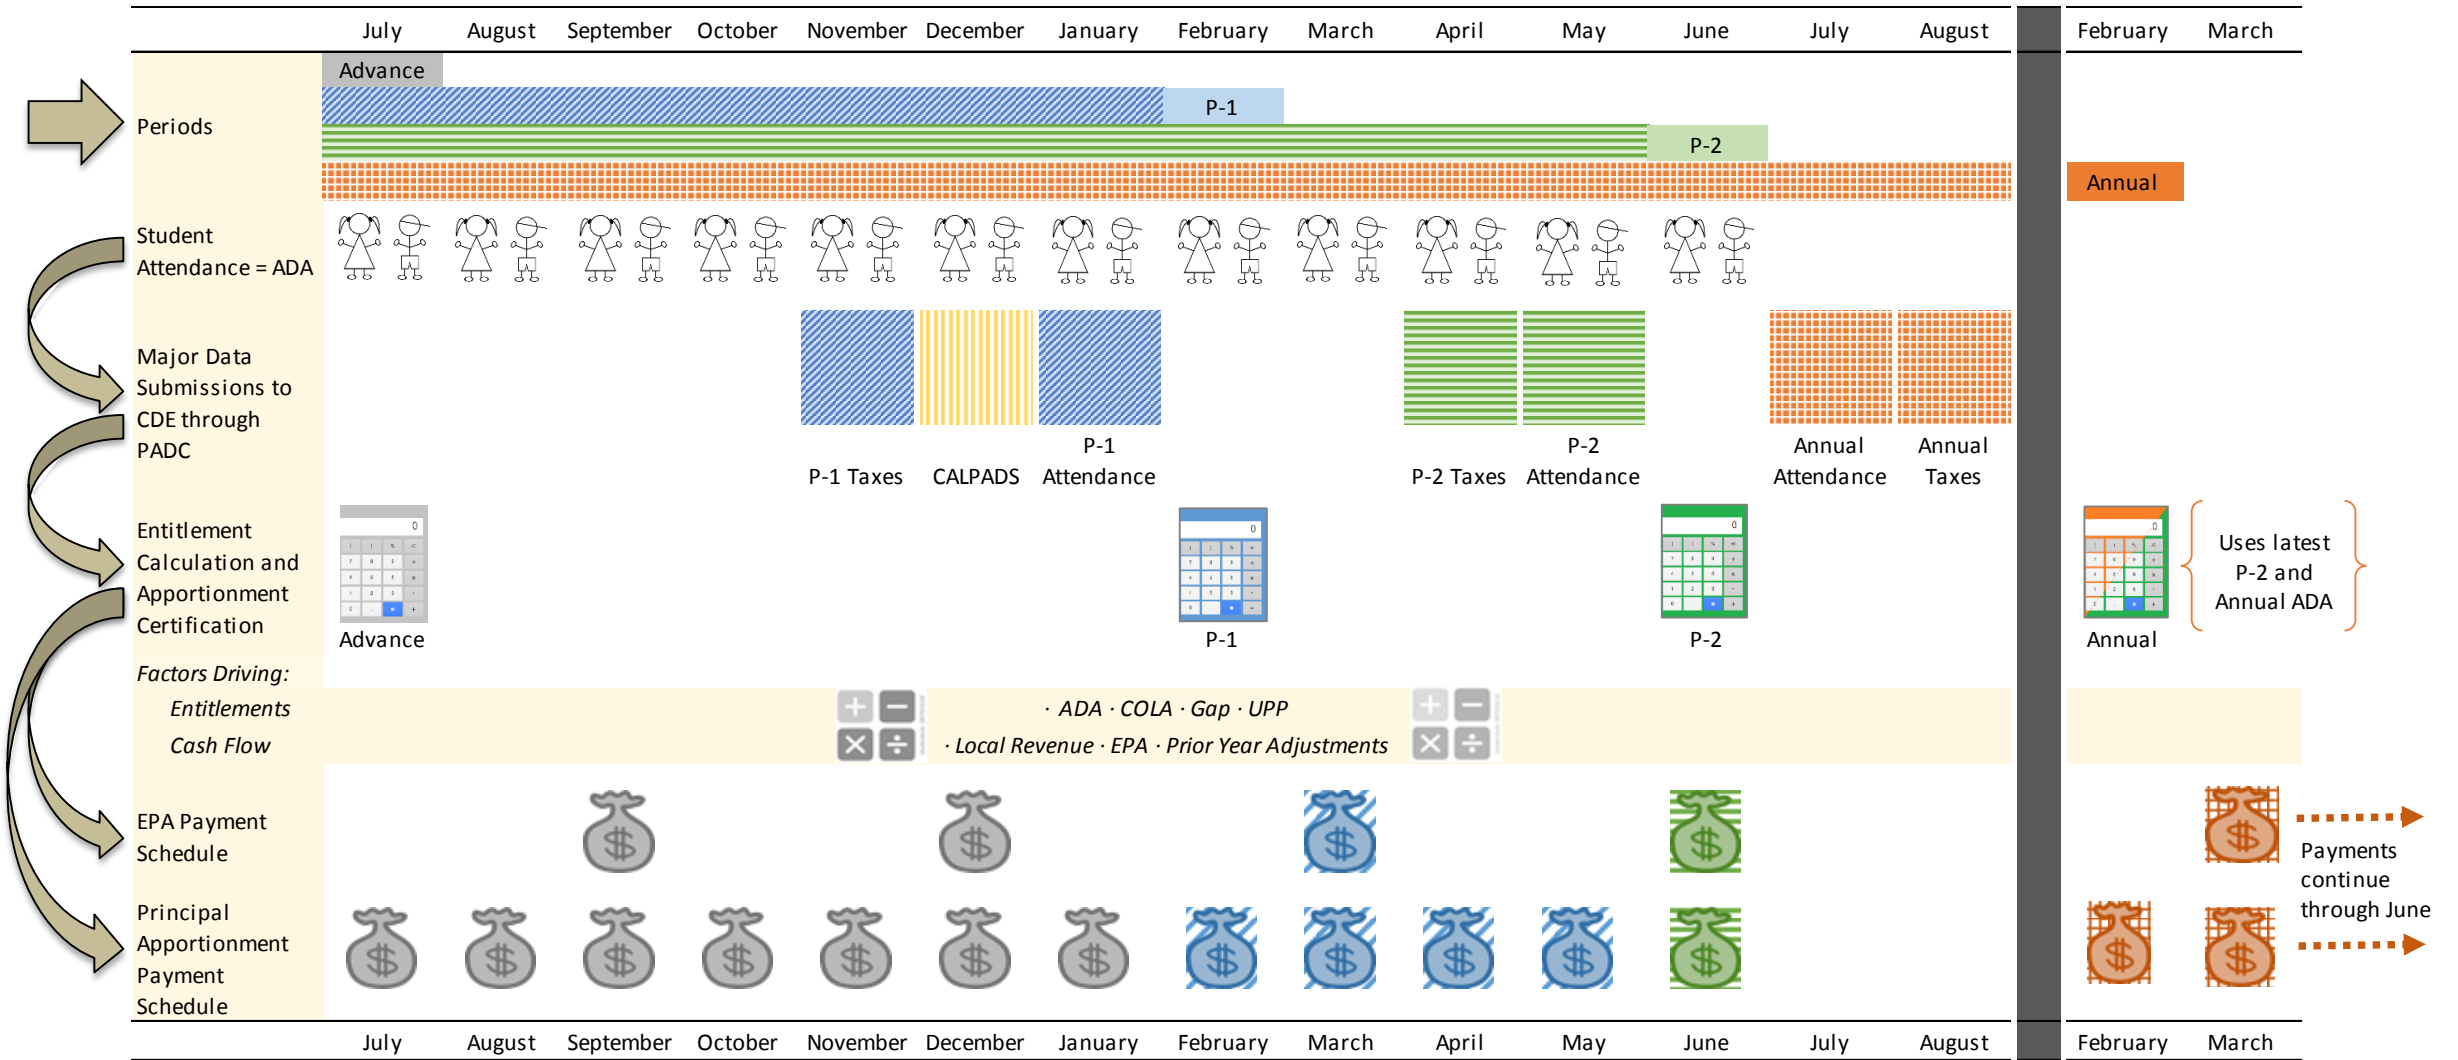 July August September October November December January February March April May June July August February March
Advance
P-1
Periods
P-2
Annual
Student
Attendance = ADA
Major Data
Submissions to
CDE through
PADC
P-1 Taxes
CALPADS
P-1
Attendance
P-2 Taxes
P-2
Attendance
Annual
Attendance
Annual
Taxes
Entitlement
Calculation and
Apportionment
Certification
Advance
P-1
P-2
Annual
Uses latest
P-2 and
Annual ADA
Factors Driving:
Entitlements
· ADA · COLA · Gap · UPP
Cash Flow
· Local Revenue · EPA · Prior Year Adjustments
EPA Payment
Schedule
Payments
continue
through June
Principal
Apportionment
Payment
Schedule
July August September October November December January February March April May June July August February March